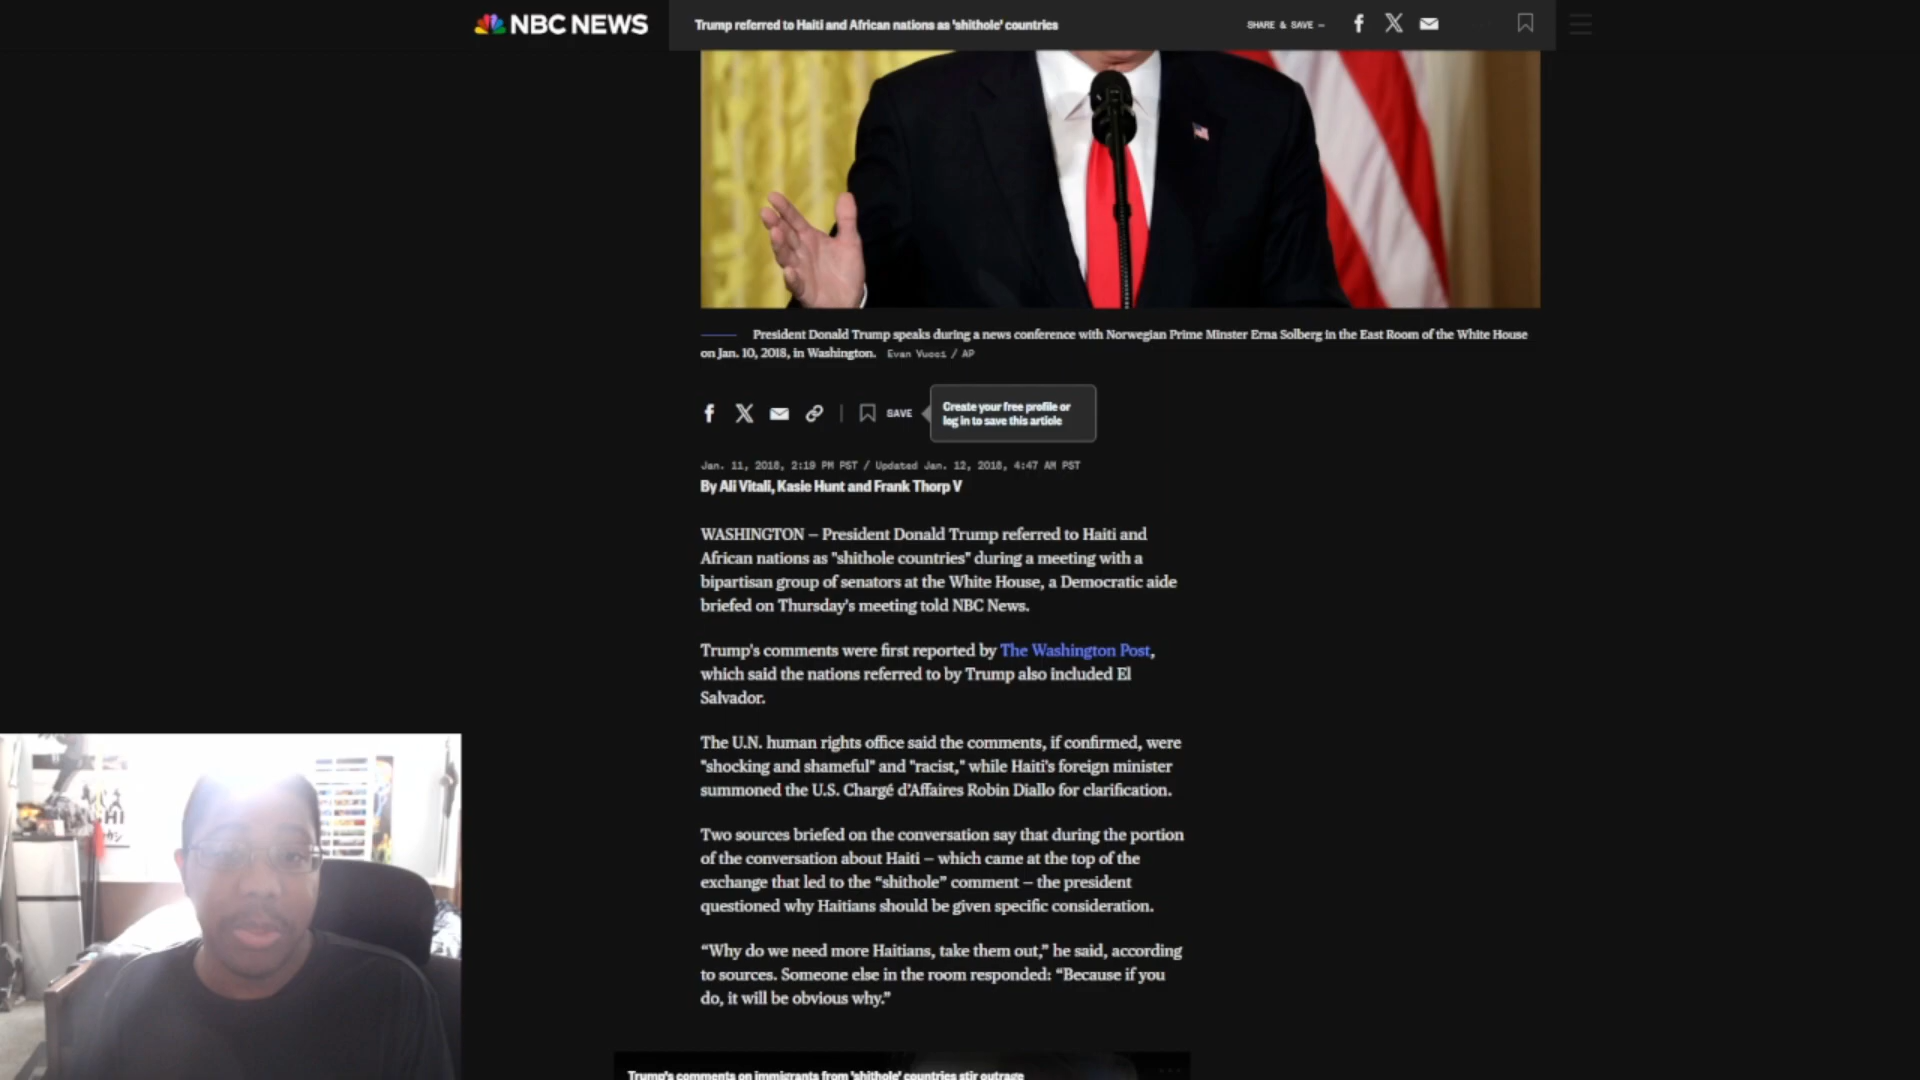 NBC NEWS
Trump referred to Haiti and African nations as 'shithole' countries
SHARE & SAVE —
President Donald Trump speaks during a news conference with Norwegian Prime Minster Erna Solberg in the East Room of the White House
on Jan. 10, 2018, in Washington. Evan Vucci / AP
SAVE
Create your free profile or
log in to save this article
Jan. 11, 2018, 2:19 PM PST / Updated Jan. 12, 2018, 4:47 AM PST
By Ali Vitali, Kasie Hunt and Frank Thorp V
WASHINGTON — President Donald Trump referred to Haiti and
African nations as "shithole countries" during a meeting with a
bipartisan group of senators at the White House, a Democratic aide
briefed on Thursday's meeting told NBC News.
Trump's comments were first reported by The Washington Post,
which said the nations referred to by Trump also included El
Salvador.
The U.N. human rights office said the comments, if confirmed, were
"shocking and shameful" and "racist," while Haiti's foreign minister
summoned the U.S. Chargé d'Affaires Robin Diallo for clarification.
Two sources briefed on the conversation say that during the portion
of the conversation about Haiti — which came at the top of the
exchange that led to the “shithole” comment — the president
questioned why Haitians should be given specific consideration.
“Why do we need more Haitians, take them out,” he said, according
to sources. Someone else in the room responded: “Because if you
do, it will be obvious why.”
Trump's comments on immigrants from 'shithole' countries stir outrage